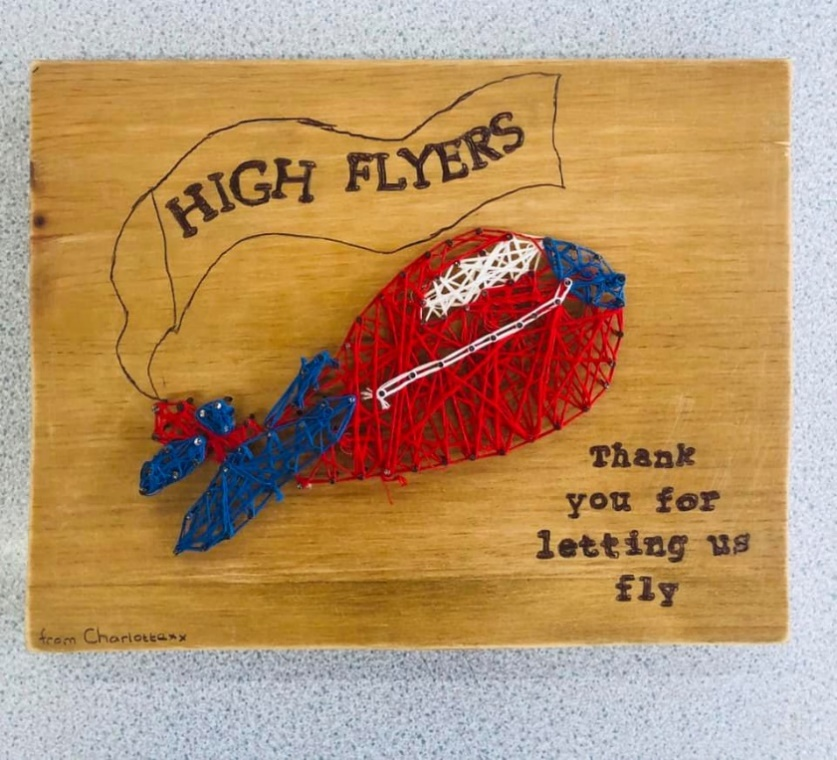 HIGH FLYERS
Thank
you for
letting us
fly
from Charlottexx